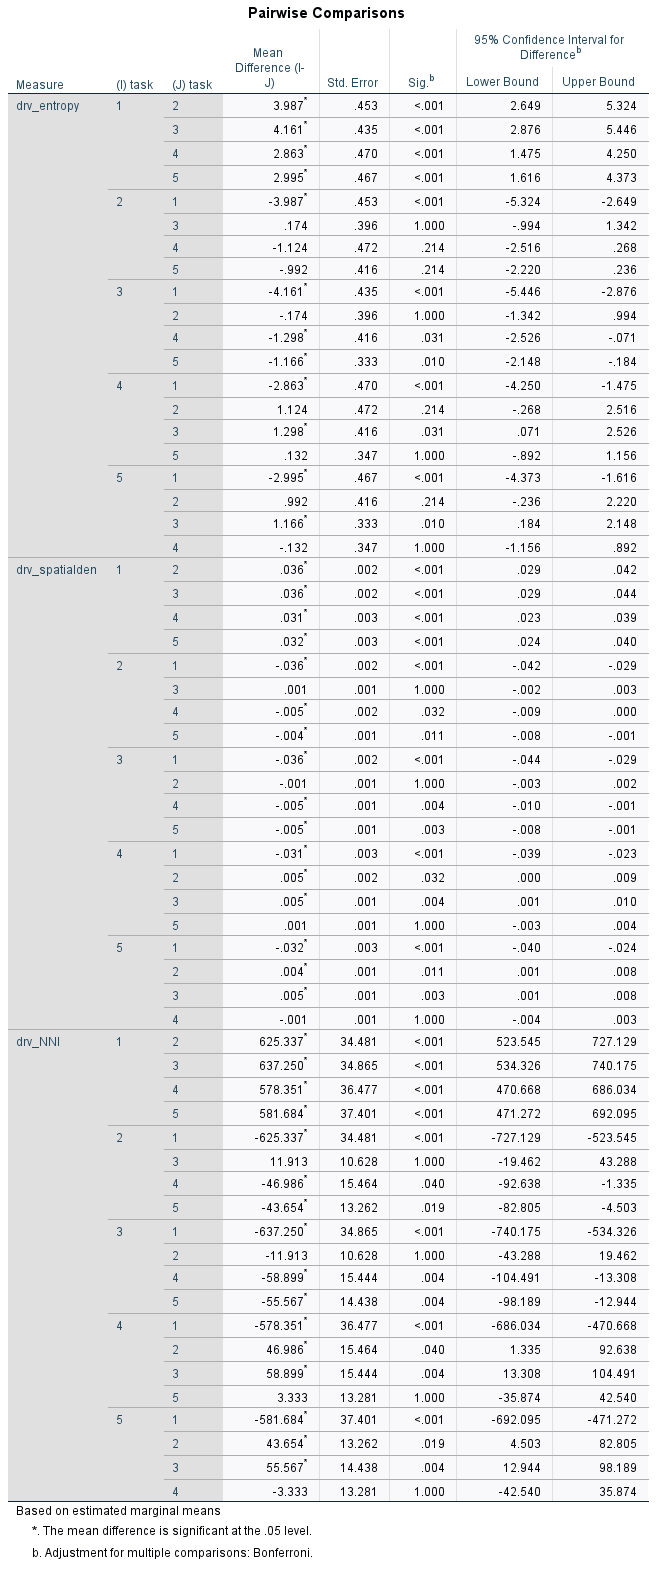 Pairwise Comparisons
95% Confidence Interval for
Difference^b
Mean
Difference (I-
J)
Measure (I) task (J) task Std. Error Sig.^b Lower Bound Upper Bound
drv_entropy 1 2 3.987* .453 <.001 2.649 5.324
3 4.161* .435 <.001 2.876 5.446
4 2.863* .470 <.001 1.475 4.250
5 2.995* .467 <.001 1.616 4.373
2 1 -3.987* .453 <.001 -5.324 -2.649
3 .174 .396 1.000 -.994 1.342
4 -1.124 .472 .214 -2.516 .268
5 -.992 .416 .214 -2.220 .236
3 1 -4.161* .435 <.001 -5.446 -2.876
2 -.174 .396 1.000 -1.342 .994
4 -1.298* .416 .031 -2.526 -.071
5 -1.166* .333 .010 -2.148 -.184
4 1 -2.863* .470 <.001 -4.250 -1.475
2 1.124 .472 .214 -.268 2.516
3 1.298* .416 .031 .071 2.526
5 .132 .347 1.000 -.892 1.156
5 1 -2.995* .467 <.001 -4.373 -1.616
2 .992 .416 .214 -.236 2.220
3 1.166* .333 .010 .184 2.148
4 -.132 .347 1.000 -1.156 .892
drv_spatialden 1 2 .036* .002 <.001 .029 .042
3 .036* .002 <.001 .029 .044
4 .031* .003 <.001 .023 .039
5 .032* .003 <.001 .024 .040
2 1 -.036* .002 <.001 -.042 -.029
3 .001 .001 1.000 -.002 .003
4 -.005* .002 .032 -.009 .000
5 -.004* .001 .011 -.008 -.001
3 1 -.036* .002 <.001 -.044 -.029
2 -.001 .001 1.000 -.003 .002
4 -.005* .001 .004 -.010 -.001
5 -.005* .001 .003 -.008 -.001
4 1 -.031* .003 <.001 -.039 -.023
2 .005* .002 .032 .000 .009
3 .005* .001 .004 .001 .010
5 .001 .001 1.000 -.003 .004
5 1 -.032* .003 <.001 -.040 -.024
2 .004* .001 .011 .001 .008
3 .005* .001 .003 .001 .008
4 -.001 .001 1.000 -.004 .003
drv_NNI 1 2 625.337* 34.481 <.001 523.545 727.129
3 637.250* 34.865 <.001 534.326 740.175
4 578.351* 36.477 <.001 470.668 686.034
5 581.684* 37.401 <.001 471.272 692.095
2 1 -625.337* 34.481 <.001 -727.129 -523.545
3 11.913 10.628 1.000 -19.462 43.288
4 -46.986* 15.464 .040 -92.638 -1.335
5 -43.654* 13.262 .019 -82.805 -4.503
3 1 -637.250* 34.865 <.001 -740.175 -534.326
2 -11.913 10.628 1.000 -43.288 19.462
4 -58.899* 15.444 .004 -104.491 -13.308
5 -55.567* 14.438 .004 -98.189 -12.944
4 1 -578.351* 36.477 <.001 -686.034 -470.668
2 46.986* 15.464 .040 1.335 92.638
3 58.899* 15.444 .004 13.308 104.491
5 3.333 13.281 1.000 -35.874 42.540
5 1 -581.684* 37.401 <.001 -692.095 -471.272
2 43.654* 13.262 .019 4.503 82.805
3 55.567* 14.438 .004 12.944 98.189
4 -3.333 13.281 1.000 -42.540 35.874
Based on estimated marginal means
*. The mean difference is significant at the .05 level.
b. Adjustment for multiple comparisons: Bonferroni.